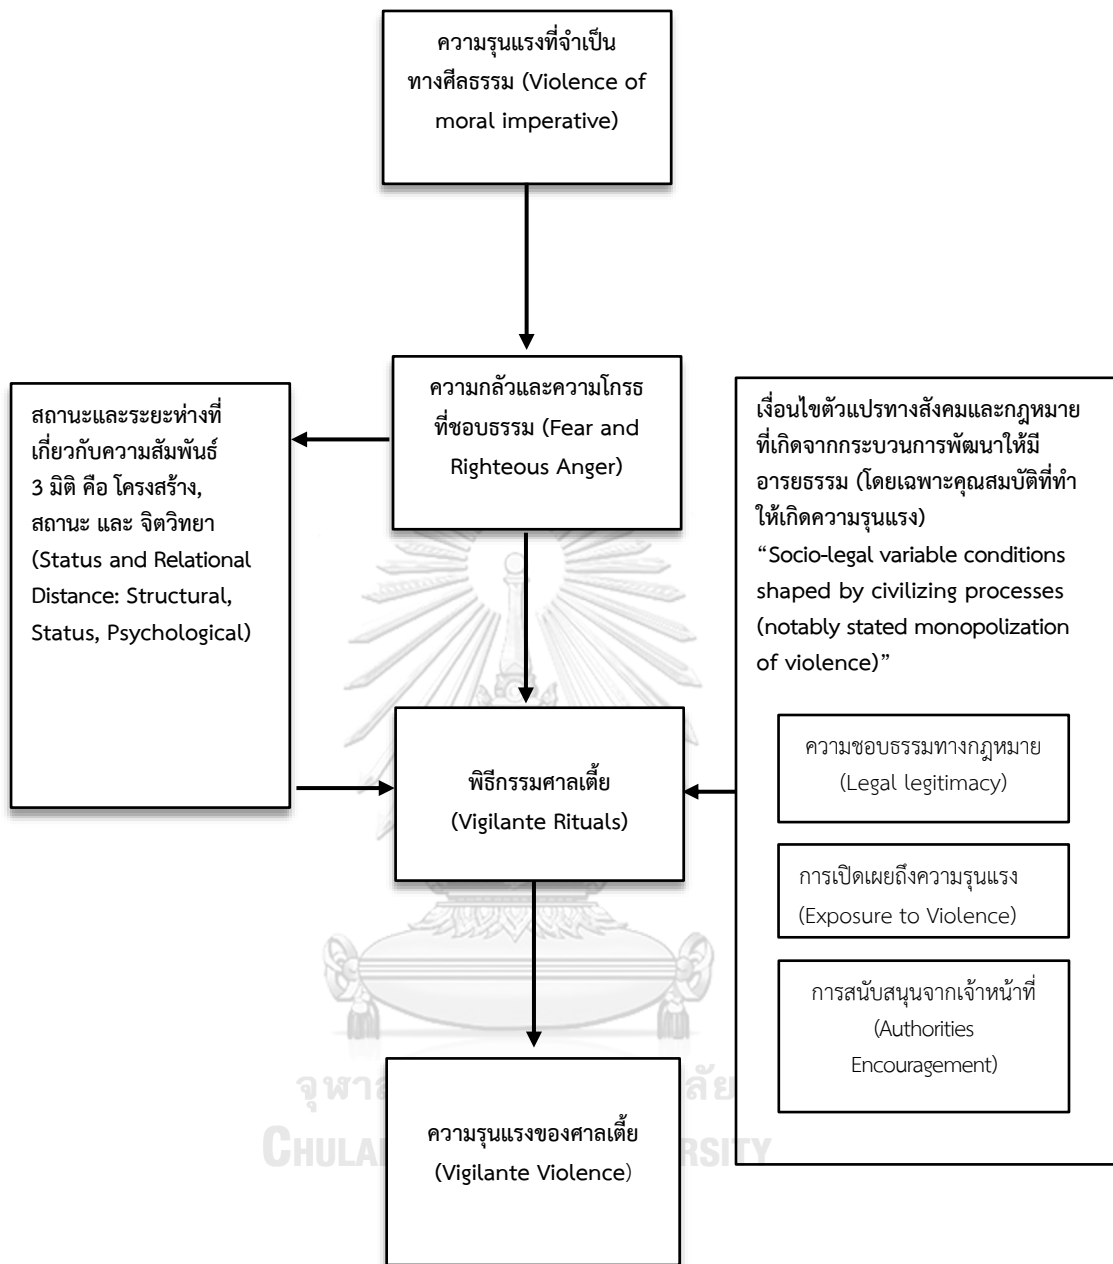 ความรุนแรงที่จำเป็น
ทางศีลธรรม (Violence of
moral imperative)
ความกลัวและความโกรธ
ที่ชอบธรรม (Fear and
Righteous Anger)
สถานะและระยะห่างที่
เกี่ยวกับความสัมพันธ์
3 มิติ คือ โครงสร้าง,
สถานะ และ จิตวิทยา
(Status and Relational
Distance: Structural,
Status, Psychological)
เงื่อนไขตัวแปรทางสังคมและกฎหมาย
ที่เกิดจากกระบวนการพัฒนาให้มี
อารยธรรม (โดยเฉพาะคุณสมบัติที่ทำ
ให้เกิดความรุนแรง)
“Socio-legal variable conditions
shaped by civilizing processes
(notably stated monopolization
of violence)”
ความชอบธรรมทางกฎหมาย
(Legal legitimacy)
การเปิดเผยถึงความรุนแรง
(Exposure to Violence)
การสนับสนุนจากเจ้าหน้าที่
(Authorities
Encouragement)
พิธีกรรมศาลเตี้ย
(Vigilante Rituals)
ความรุนแรงของศาลเตี้ย
(Vigilante Violence)